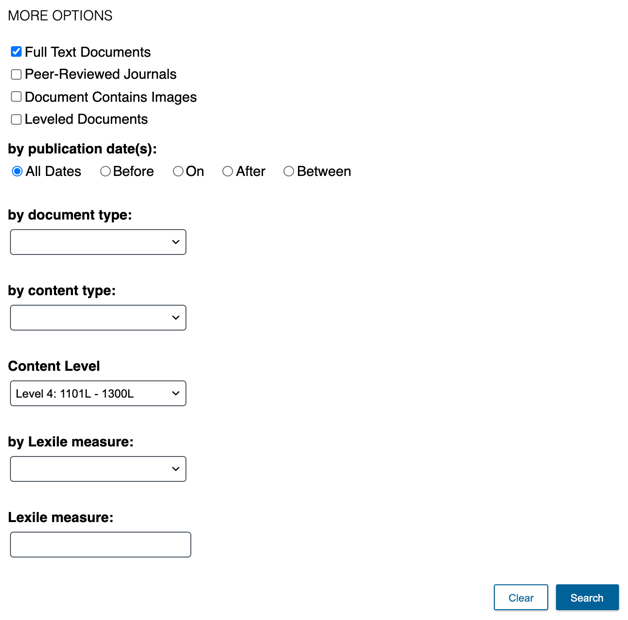 MORE OPTIONS
Full Text Documents
Peer-Reviewed Journals
Document Contains Images
Leveled Documents
by publication date(s):
All Dates Before On After Between
by document type:
by content type:
Content Level
Level 4: 1101L - 1300L
by Lexile measure:
Lexile measure:
Clear Search